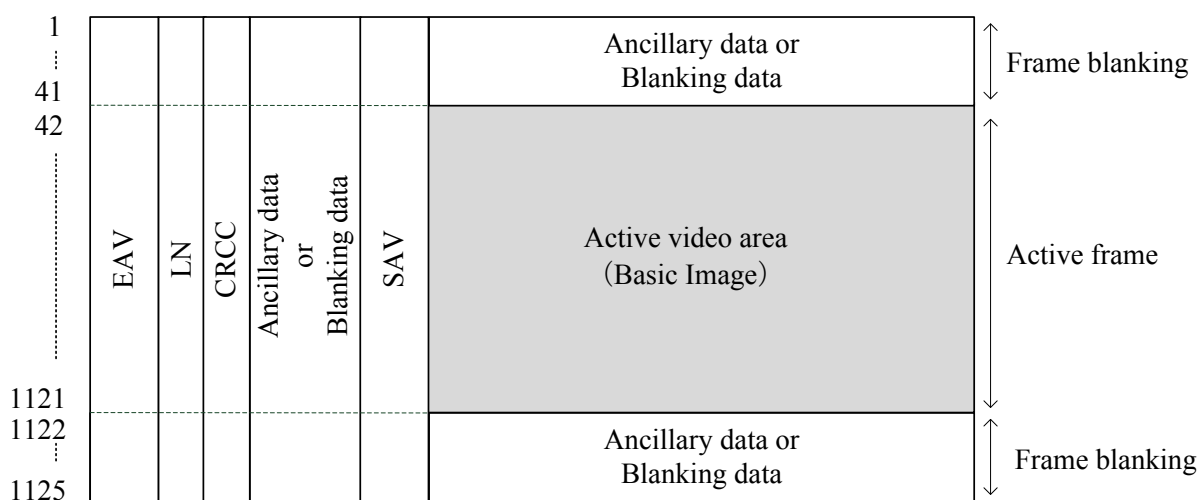 1
41
42
1121
1122
1125
EAV
LN
CRCC
Ancillary data
or
Blanking data
SAV
Ancillary data or
Blanking data
Active video area
（Basic Image）
Ancillary data or
Blanking data
Frame blanking
Active frame
Frame blanking